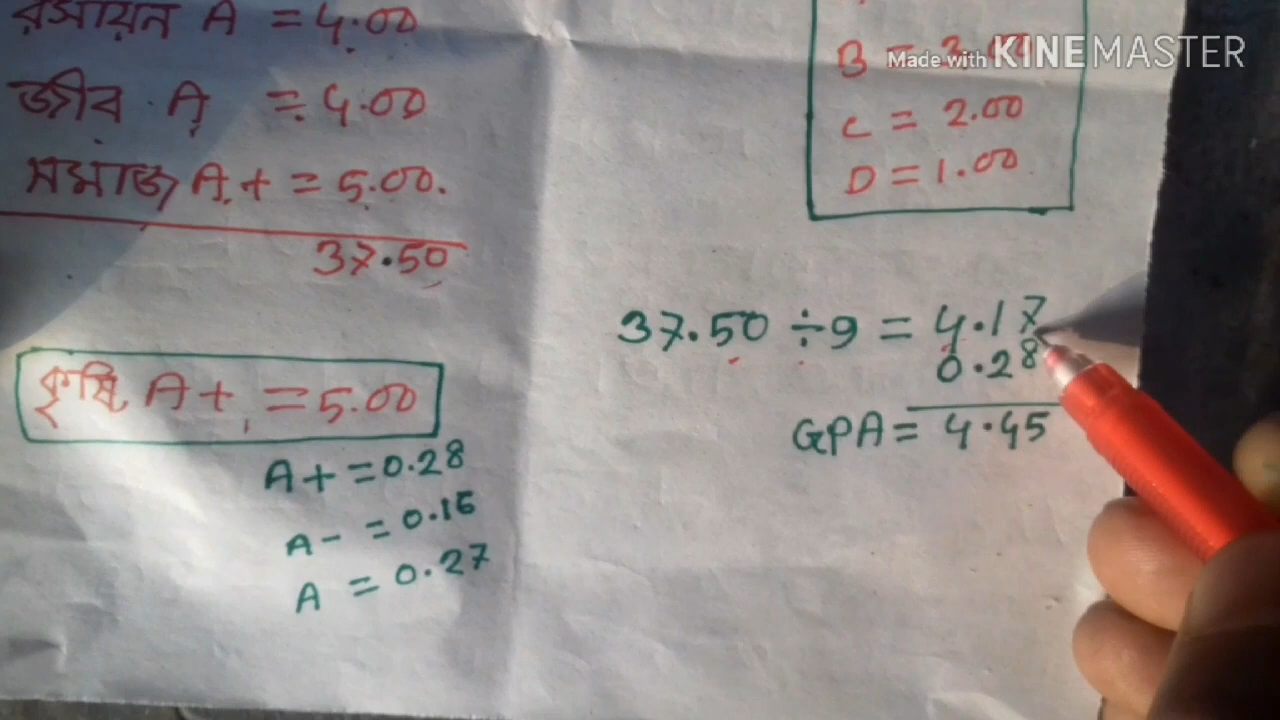 রসায়ন A = 4.00
জীব A = 4.00
সমাজ A+ = 5.00.
37.50
কৃষি A+ = 5.00
A+ = 0.28
A- = 0.16
A = 0.27
Made with KINEMASTER
B = 3.00
C = 2.00
D = 1.00
37.50 ÷ 9 = 4.17
0.28
GPA = 4.45